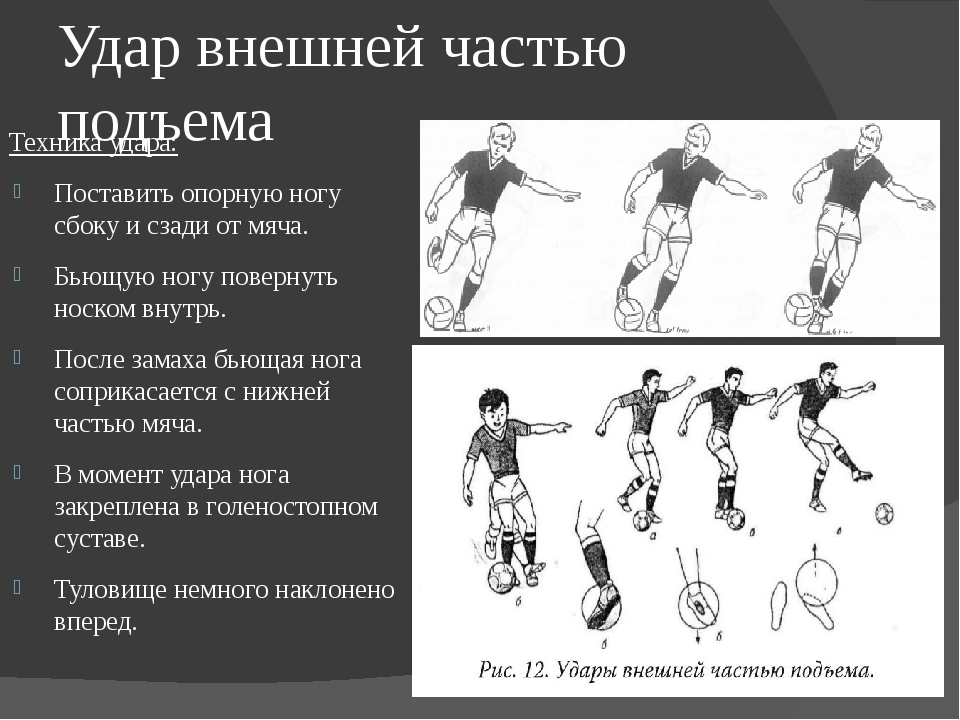 Удар внешней частью
подъема
Техника удара:
Поставить опорную ногу
сбоку и сзади от мяча.
Бьющую ногу повернуть
носком внутрь.
После замаха бьющая нога
соприкасается с нижней
частью мяча.
В момент удара нога
закреплена в голеностопном
суставе.
Туловище немного наклонено
вперед.
а
б
в
б
в
б
Рис. 12. Удары внешней частью подъема.